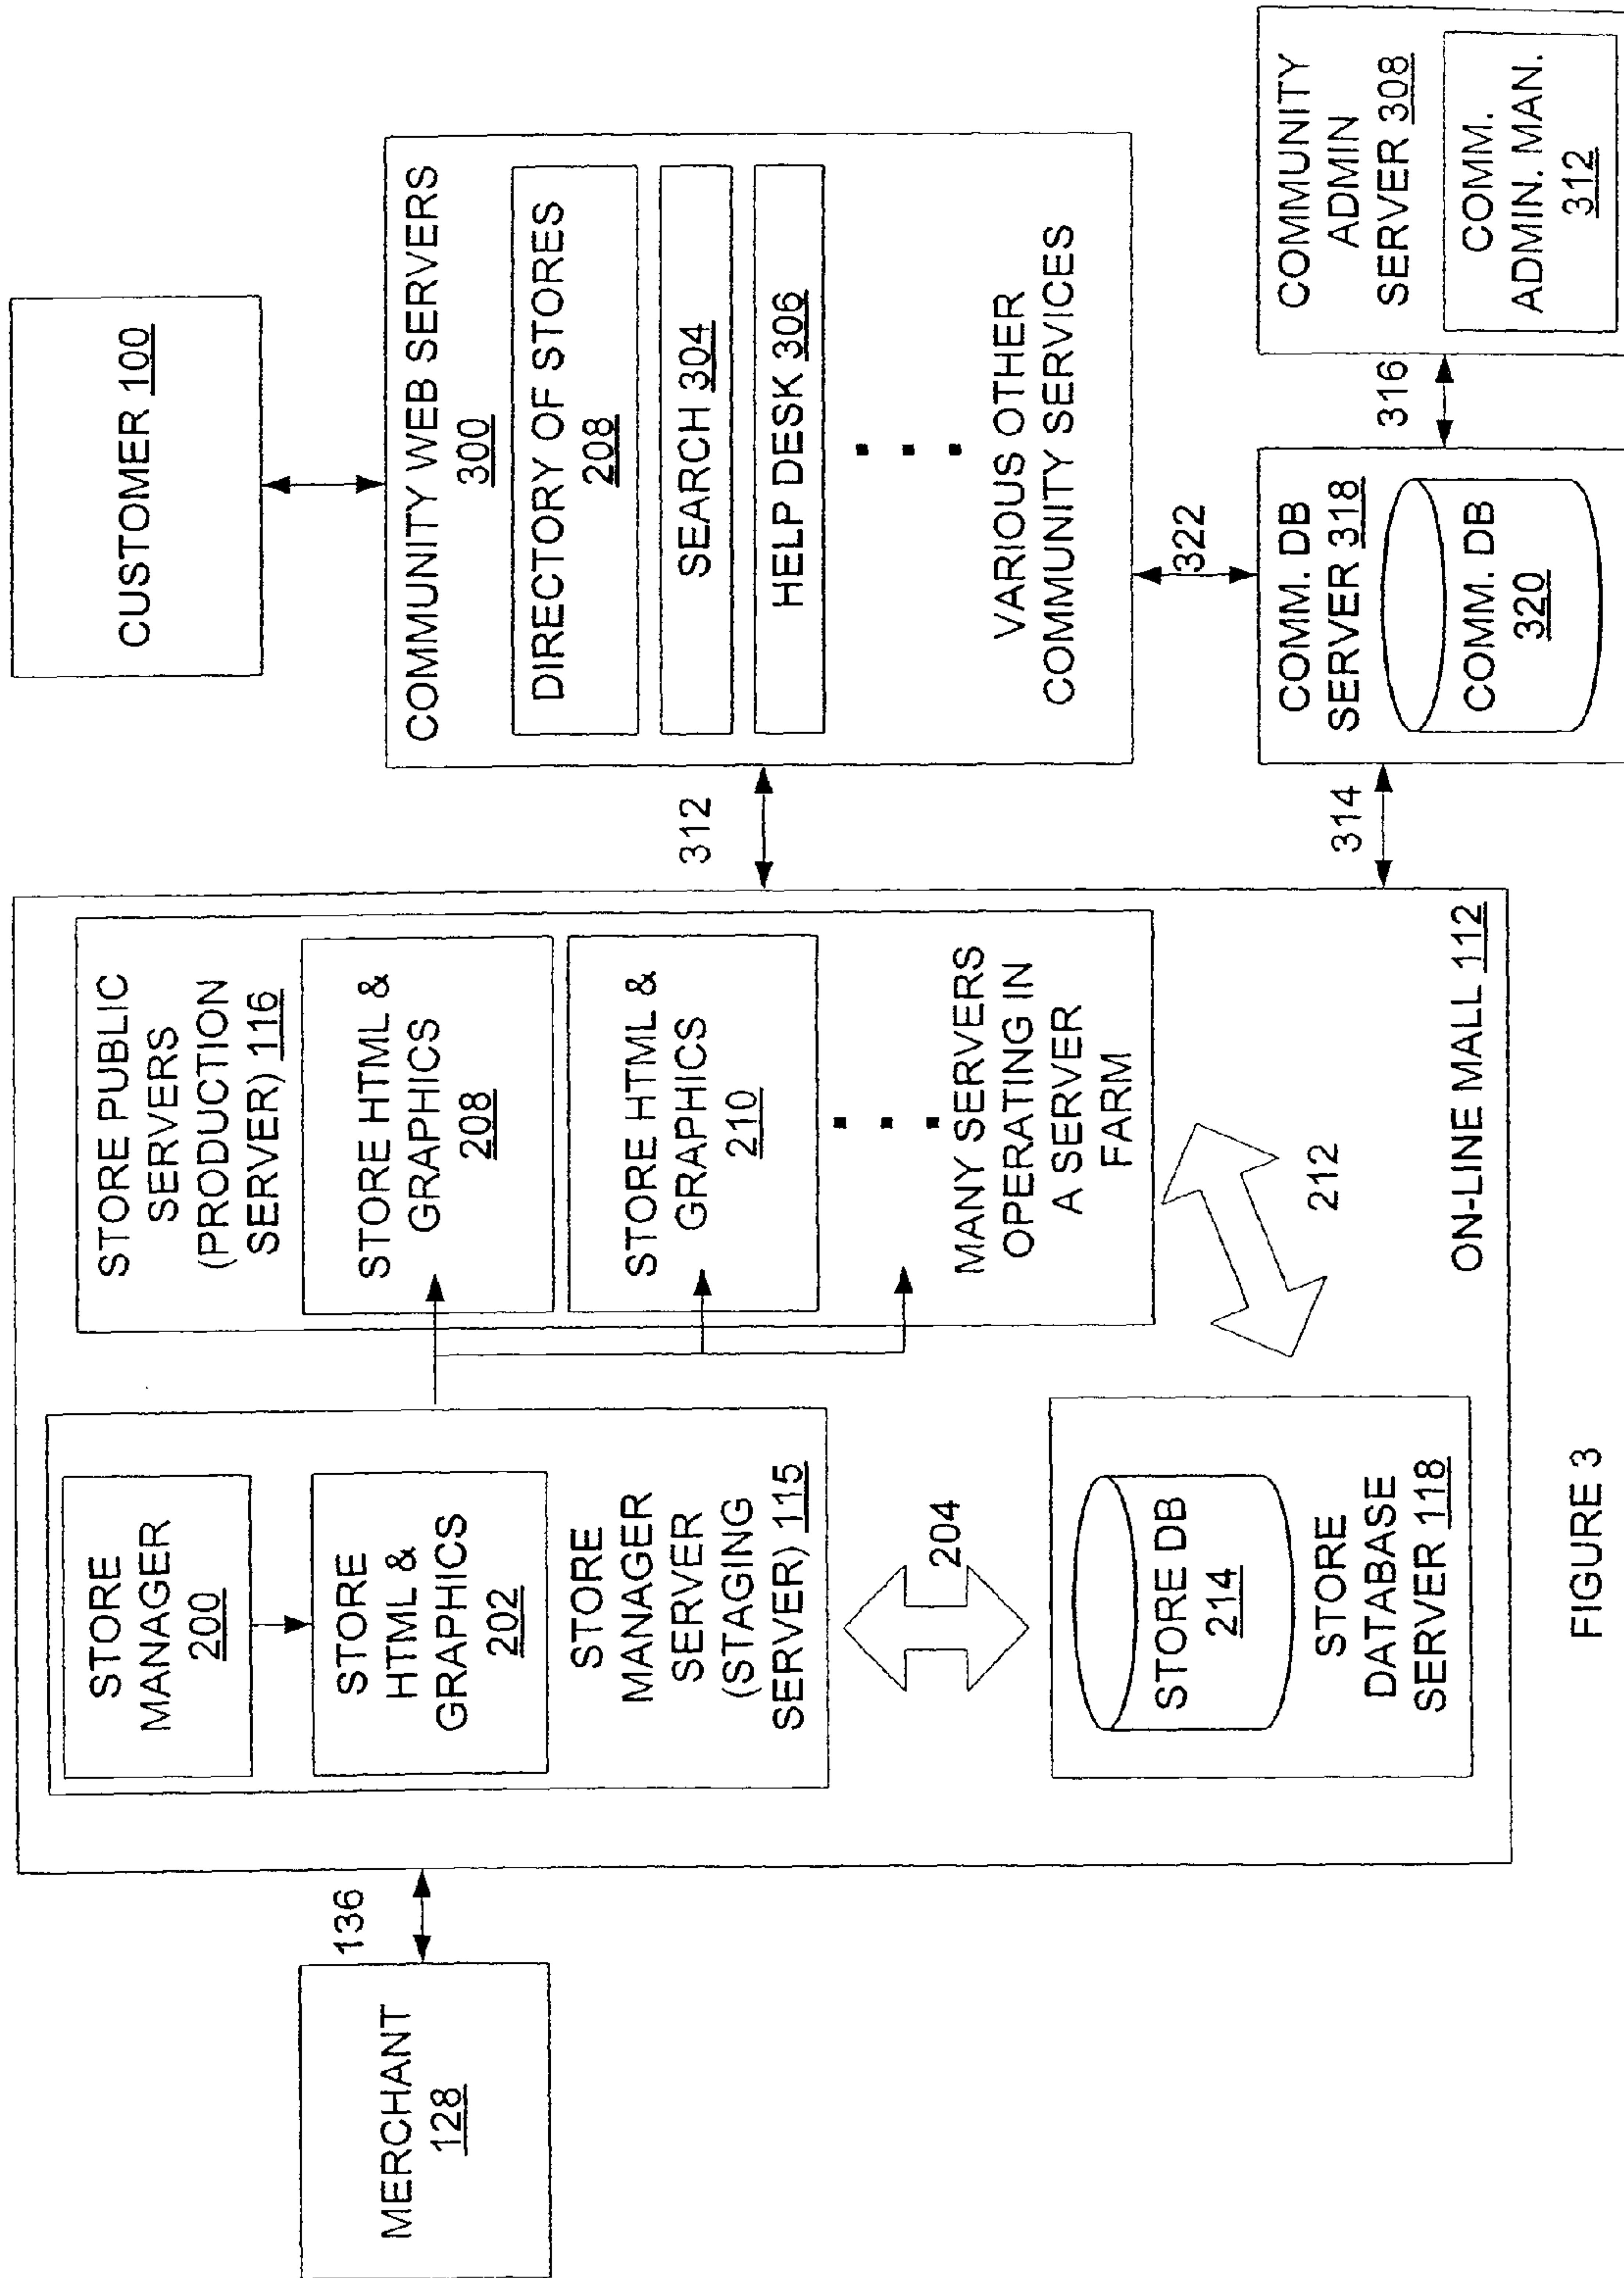 MERCHANT
128
136
STORE
MANAGER
200
STORE
HTML &
GRAPHICS
202
STORE
MANAGER
SERVER
(STAGING
SERVER) 115
204
STORE DB
214
STORE
DATABASE
SERVER 118
STORE PUBLIC
SERVERS
(PRODUCTION
SERVER) 116
STORE HTML &
GRAPHICS
208
STORE HTML &
GRAPHICS
210
MANY SERVERS
OPERATING IN
A SERVER
FARM
212
ON-LINE MALL 112
312
314
CUSTOMER 100
COMMUNITY WEB SERVERS
300
DIRECTORY OF STORES
208
SEARCH 304
HELP DESK 306
VARIOUS OTHER
COMMUNITY SERVICES
322
COMM. DB
SERVER 318
COMM. DB
320
316
COMMUNITY
ADMIN
SERVER 308
COMM.
ADMIN. MAN.
312
FIGURE 3